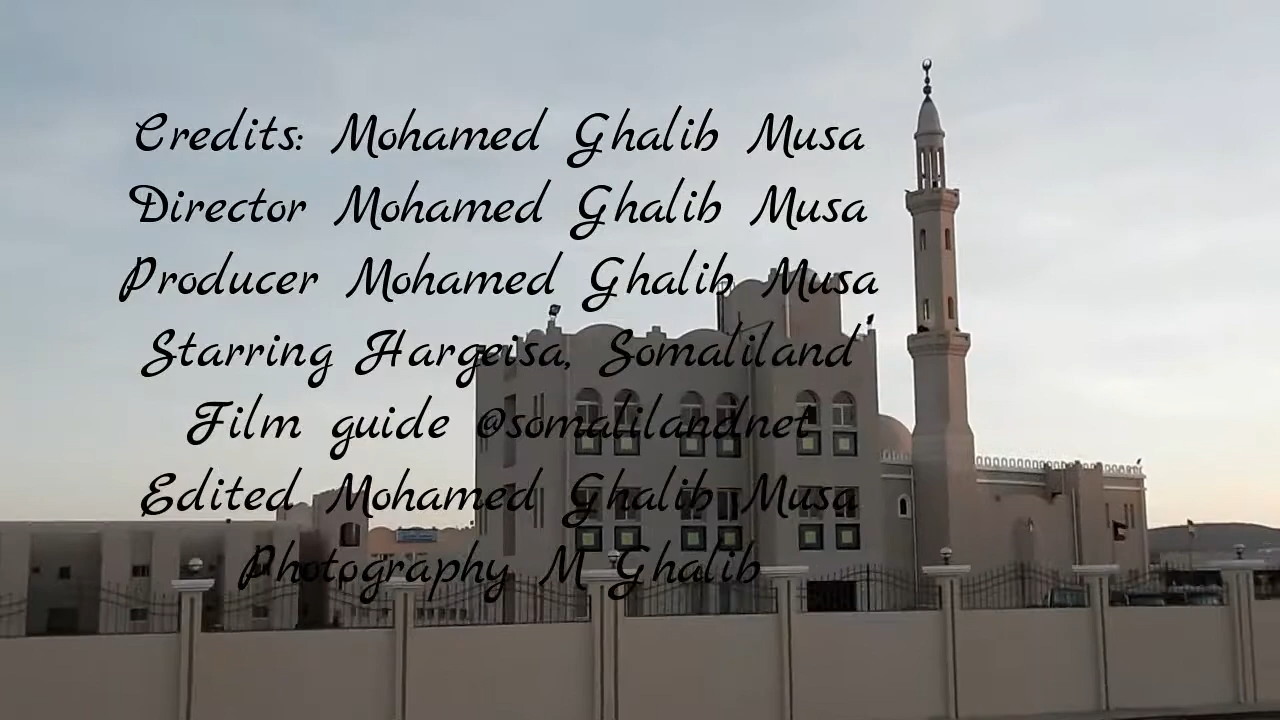 Credits: Mohamed Ghalib Musa
Director Mohamed Ghalib Musa
Producer Mohamed Ghalib Musa
Starring Hargeisa, Somaliland
Film guide @somalilandnet
Edited Mohamed Ghalib Musa
Photography M Ghalib